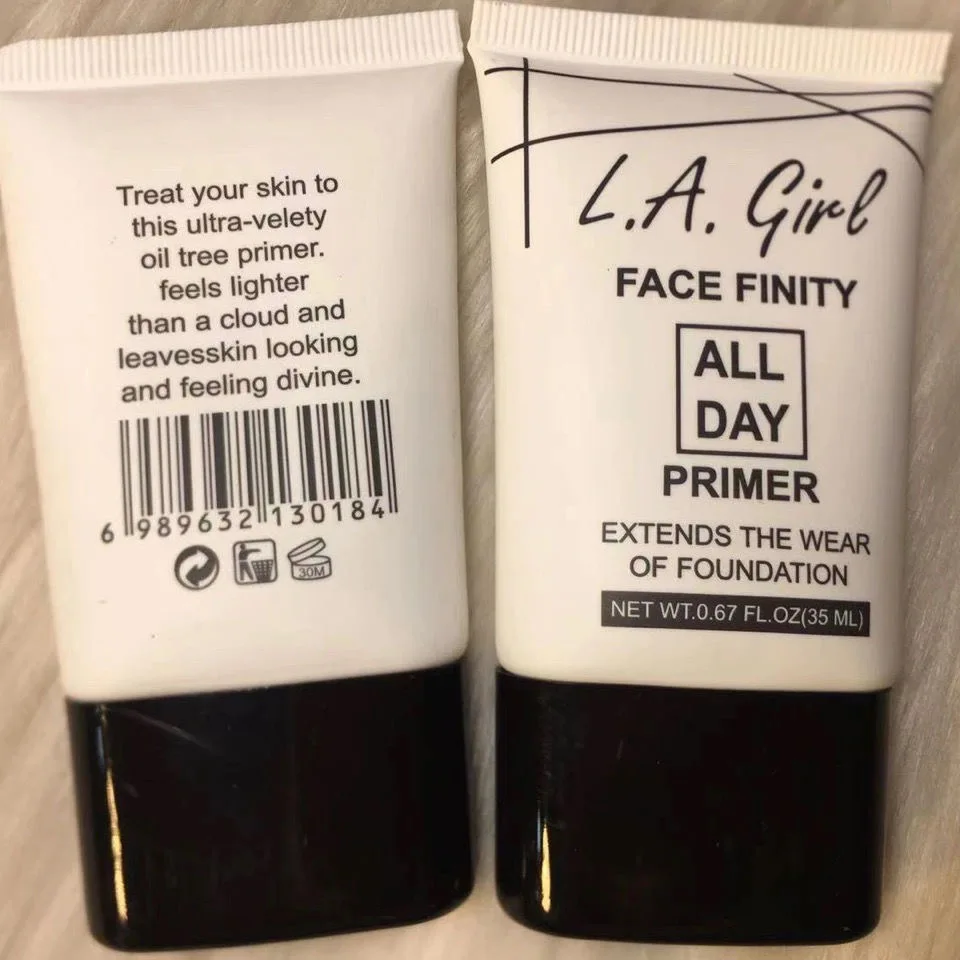 Treat your skin to
this ultra-velety
oil tree primer.
feels lighter
than a cloud and
leavesskin looking
and feeling divine.
6 989632 130184
30M
L.A. Girl
FACE FINITY
ALL
DAY
PRIMER
EXTENDS THE WEAR
OF FOUNDATION
NET WT.0.67 FL.OZ(35 ML)